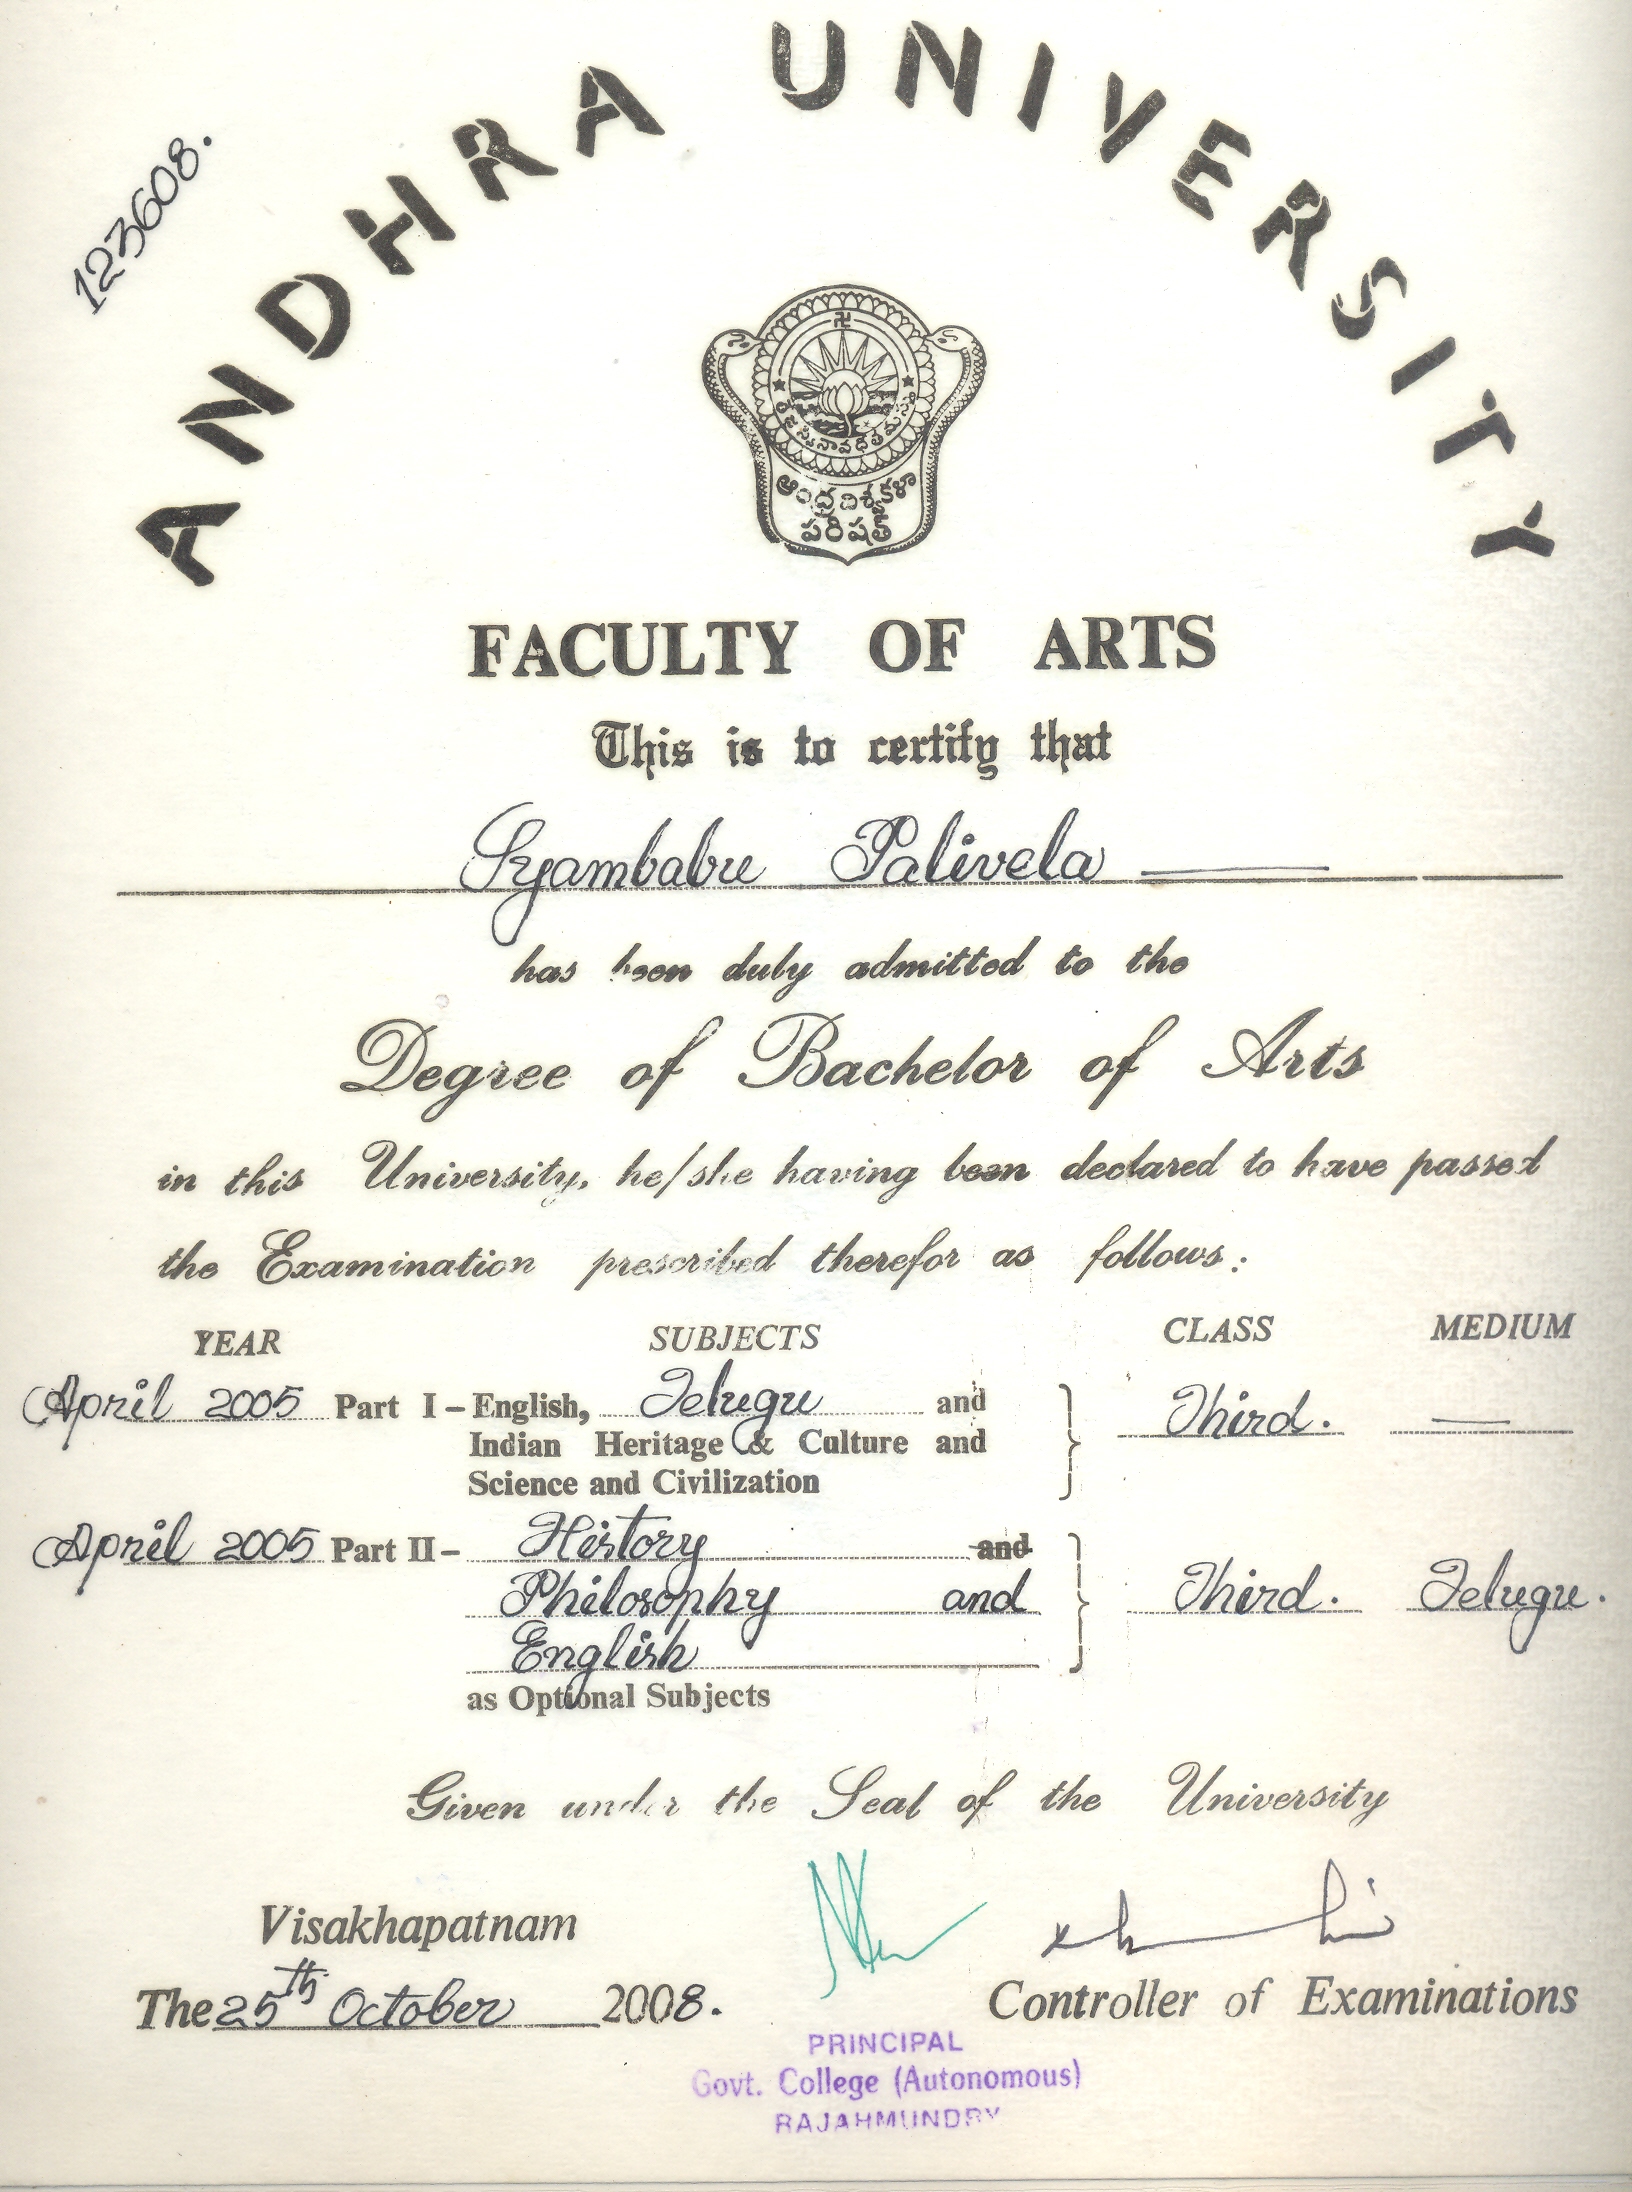 ANDHRA UNIVERSITY
123608.
ఆంధ్ర విశ్వకళా
పరిషత్
FACULTY OF ARTS
This is to certify that
Syambabu Palivela
has been duly admitted to the
Degree of Bachelor of Arts
in this University, he/she having been declared to have passed
the Examination prescribed therefor as follows:
YEAR SUBJECTS CLASS MEDIUM
April 2005 Part I - English, Telugu and Third. —
Indian Heritage & Culture and
Science and Civilization
April 2005 Part II - History and
Philosophy and Third. Telugu.
English
as Optional Subjects
Given under the Seal of the University
Visakhapatnam
The 25th October 2008.
Controller of Examinations
PRINCIPAL
Govt. College (Autonomous)
RAJAHMUNDRY